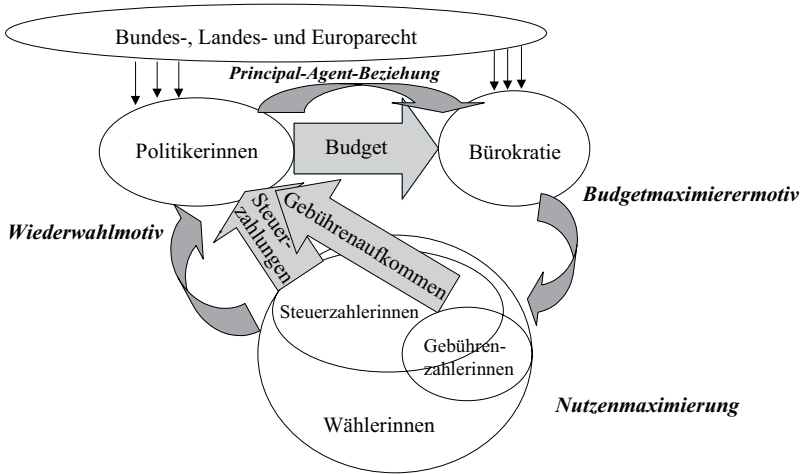 Bundes-, Landes- und Europarecht
Principal-Agent-Beziehung
Politikerinnen
Budget
Bürokratie
Budgetmaximierermotiv
Wiederwahlmotiv
Steuer-
zahlungen
Gebührenaufkommen
Steuerzahlerinnen
Gebühren-
zahlerinnen
Nutzenmaximierung
Wählerinnen